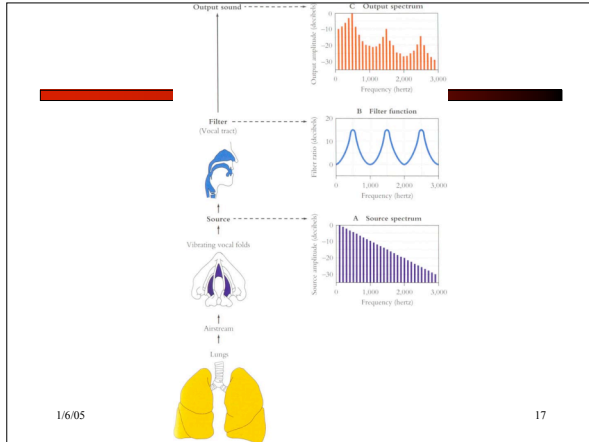 Output sound
C Output spectrum
Output amplitude (decibels)
0
−10
−20
−30
0 1,000 2,000 3,000
Frequency (hertz)
Filter
(Vocal tract)
B Filter function
Filter ratio (decibels)
20
10
0
0 1,000 2,000 3,000
Frequency (hertz)
Source
A Source spectrum
Source amplitude (decibels)
0
−10
−20
−30
0 1,000 2,000 3,000
Frequency (hertz)
Vibrating vocal folds
Airstream
Lungs
1/6/05
17